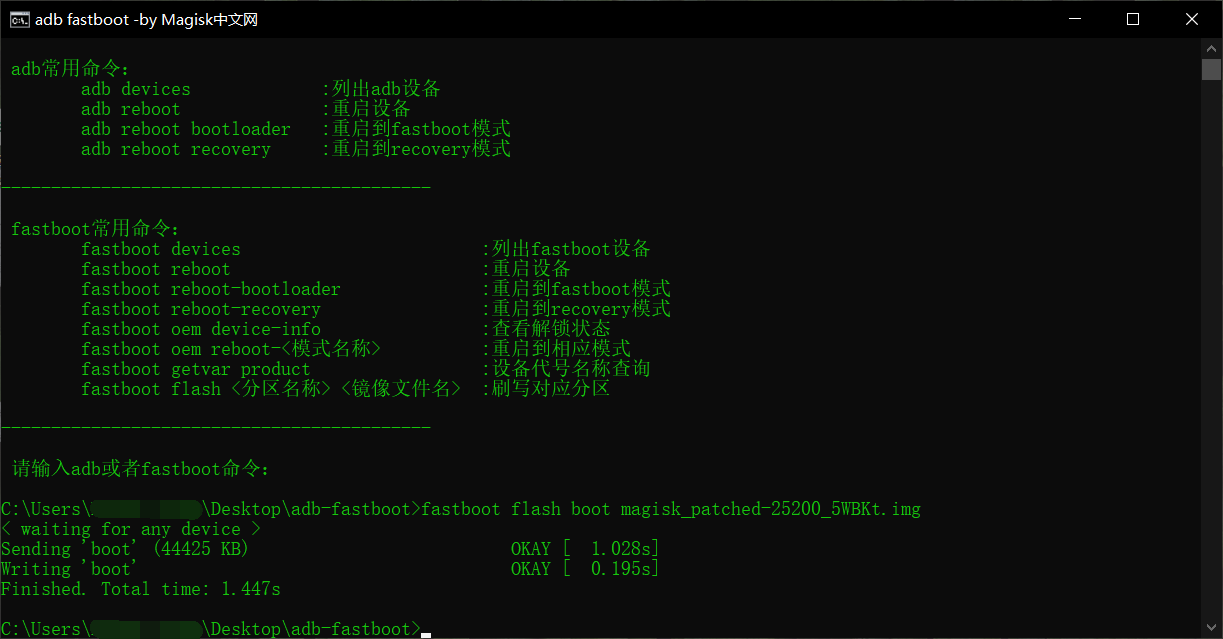 adb fastboot -by Magisk中文网
adb常用命令:
adb devices :列出adb设备
adb reboot :重启设备
adb reboot bootloader :重启到fastboot模式
adb reboot recovery :重启到recovery模式
-------------------------------------------
fastboot常用命令:
fastboot devices :列出fastboot设备
fastboot reboot :重启设备
fastboot reboot-bootloader :重启到fastboot模式
fastboot reboot-recovery :重启到recovery模式
fastboot oem device-info :查看解锁状态
fastboot oem reboot-<模式名称> :重启到相应模式
fastboot getvar product :设备代号名称查询
fastboot flash <分区名称> <镜像文件名> :刷写对应分区
-------------------------------------------
请输入adb或者fastboot命令:
C:\Users\ \Desktop\adb-fastboot>fastboot flash boot magisk_patched-25200_5WBKt.img
< waiting for any device >
Sending 'boot' (44425 KB) OKAY [ 1.028s]
Writing 'boot' OKAY [ 0.195s]
Finished. Total time: 1.447s
C:\Users\ \Desktop\adb-fastboot>